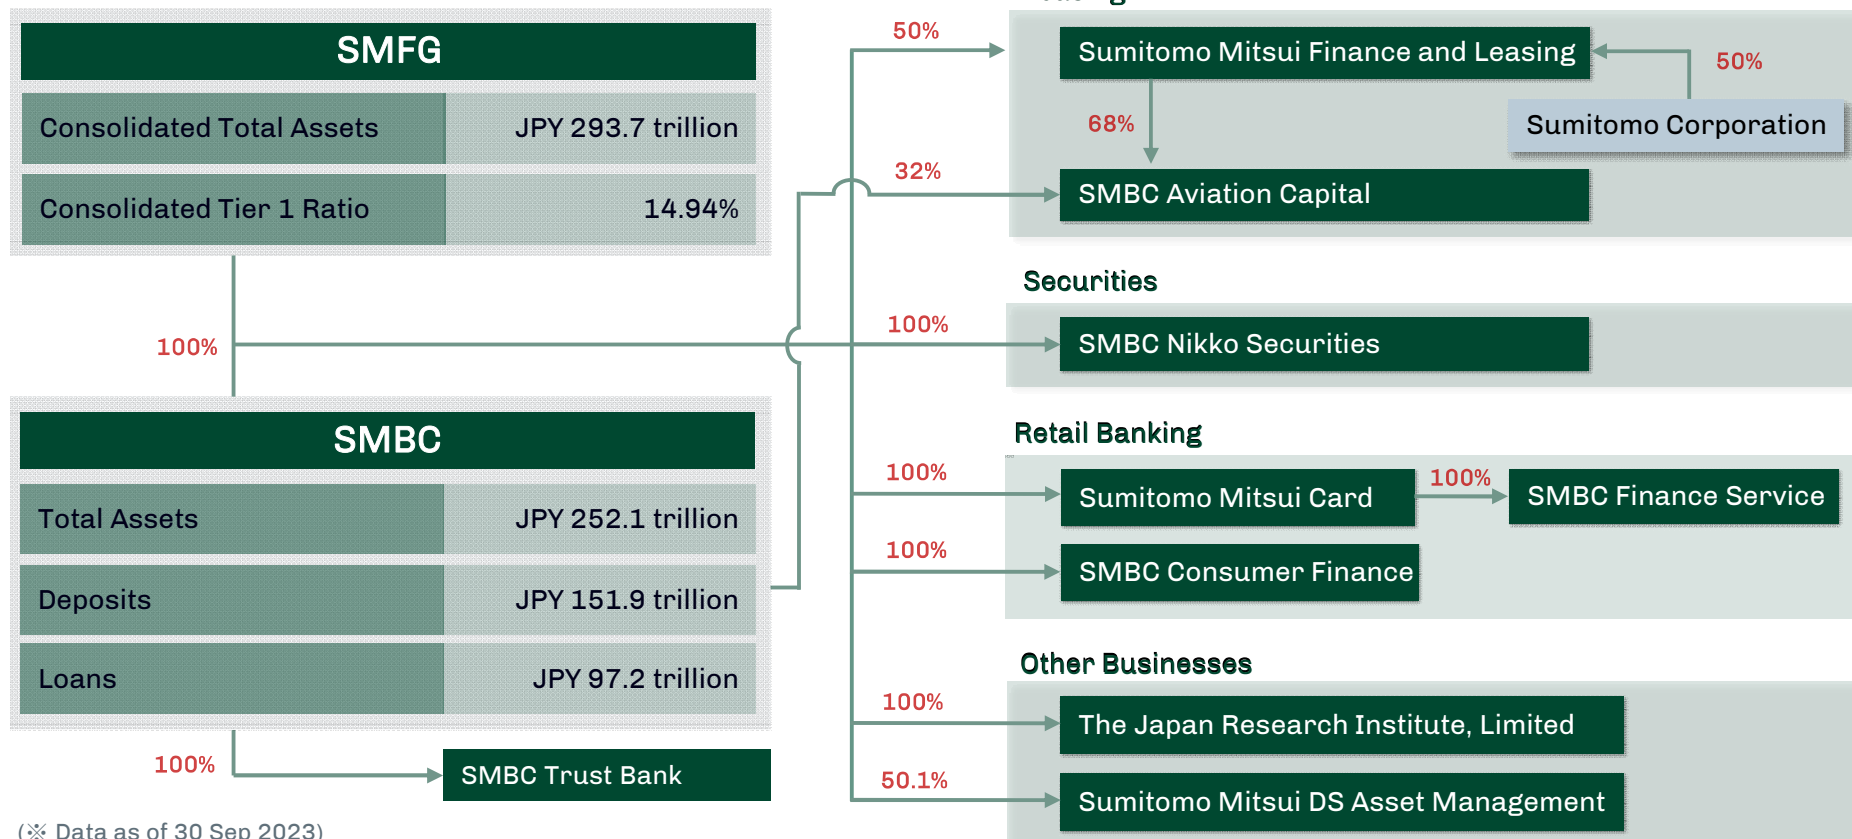 SMFG
Consolidated Total Assets JPY 293.7 trillion
Consolidated Tier 1 Ratio 14.94%
100%
SMBC
Total Assets JPY 252.1 trillion
Deposits JPY 151.9 trillion
Loans JPY 97.2 trillion
100%
SMBC Trust Bank
(※ Data as of 30 Sep 2023)
50%
Sumitomo Mitsui Finance and Leasing
50%
68%
Sumitomo Corporation
32%
SMBC Aviation Capital
Securities
100%
SMBC Nikko Securities
Retail Banking
100%
Sumitomo Mitsui Card
100%
SMBC Finance Service
100%
SMBC Consumer Finance
Other Businesses
100%
The Japan Research Institute, Limited
50.1%
Sumitomo Mitsui DS Asset Management